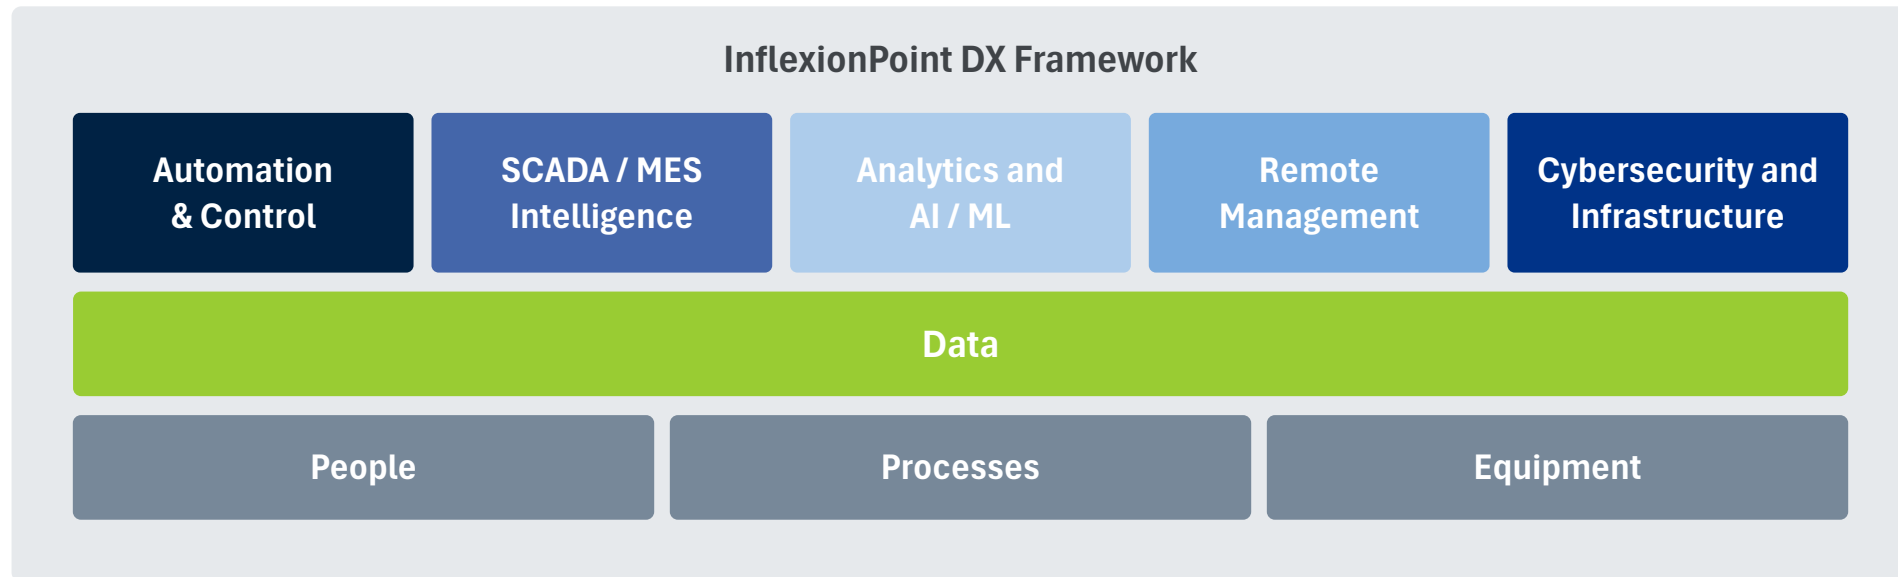 InflexionPoint DX Framework
Automation
& Control
SCADA / MES
Intelligence
Analytics and
AI / ML
Remote
Management
Cybersecurity and
Infrastructure
Data
People
Processes
Equipment